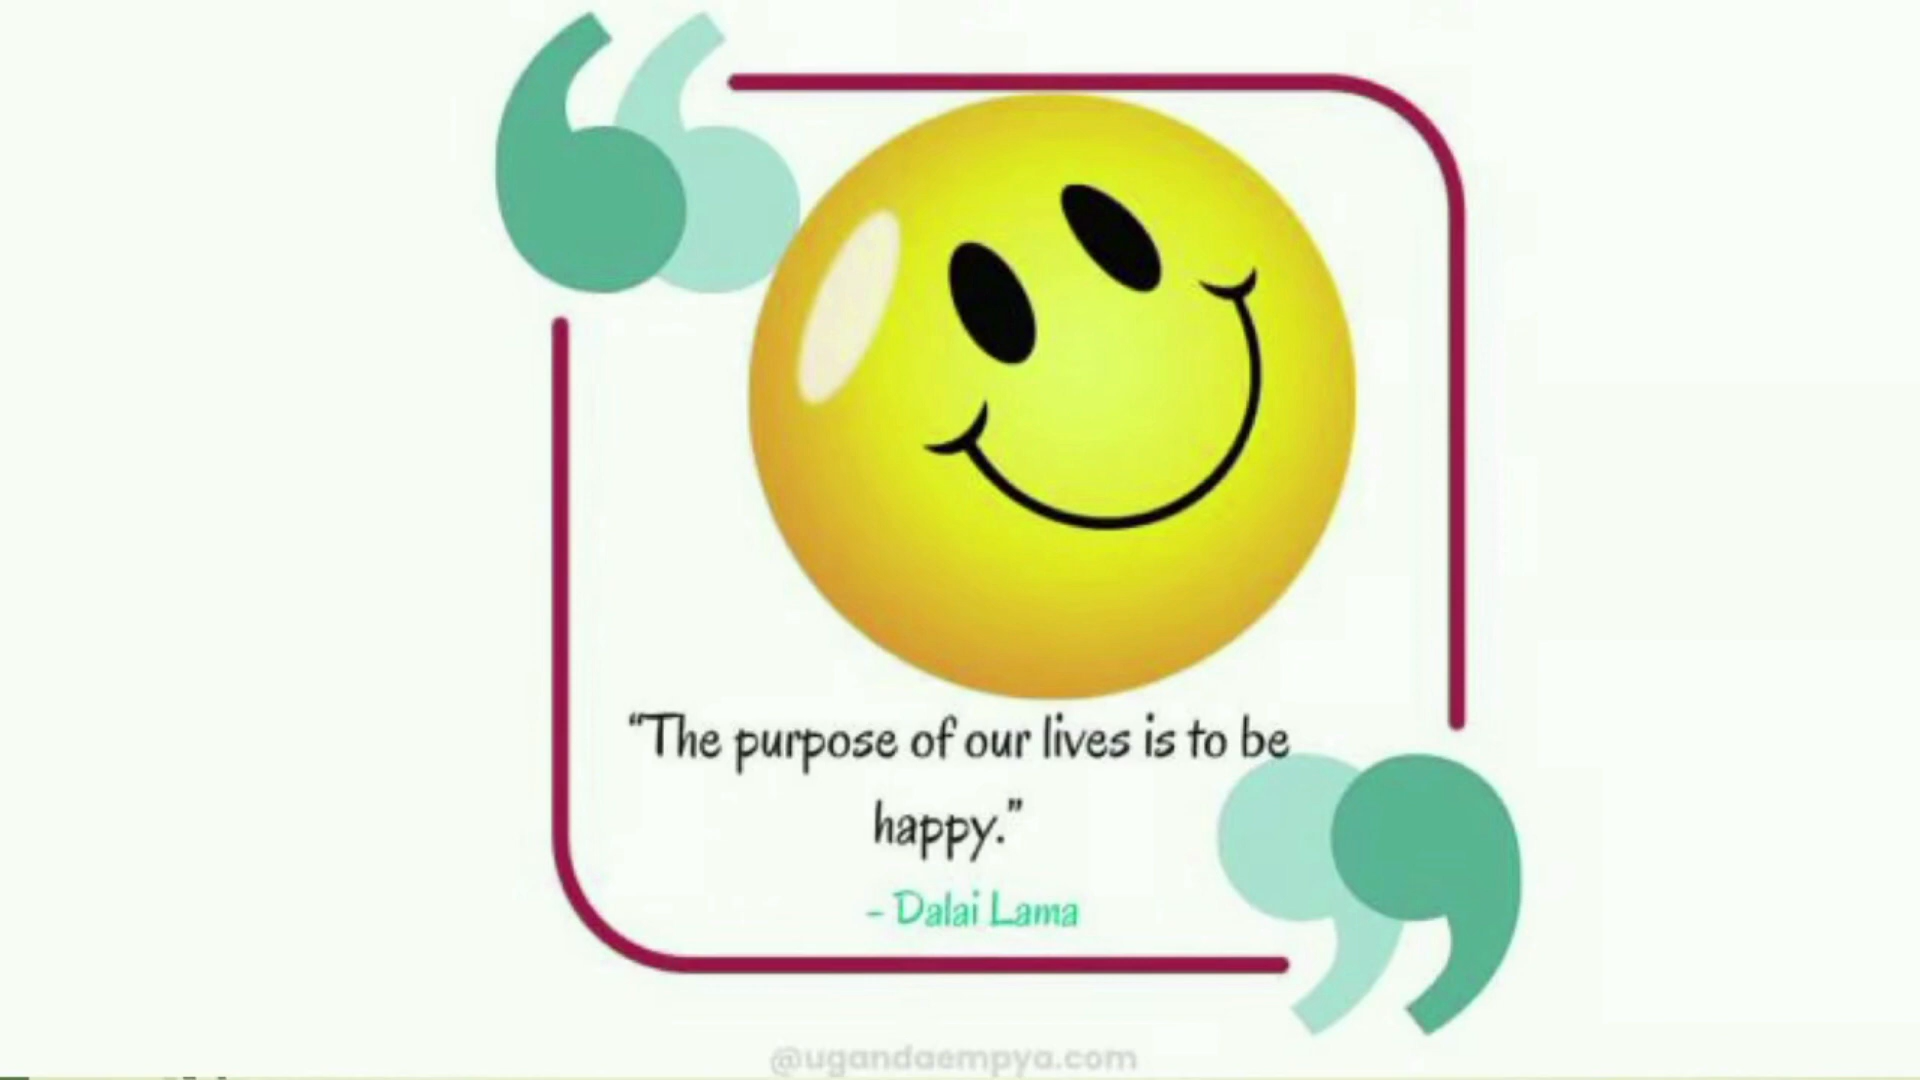 “The purpose of our lives is to be
happy.”
- Dalai Lama
@ugandaempya.com